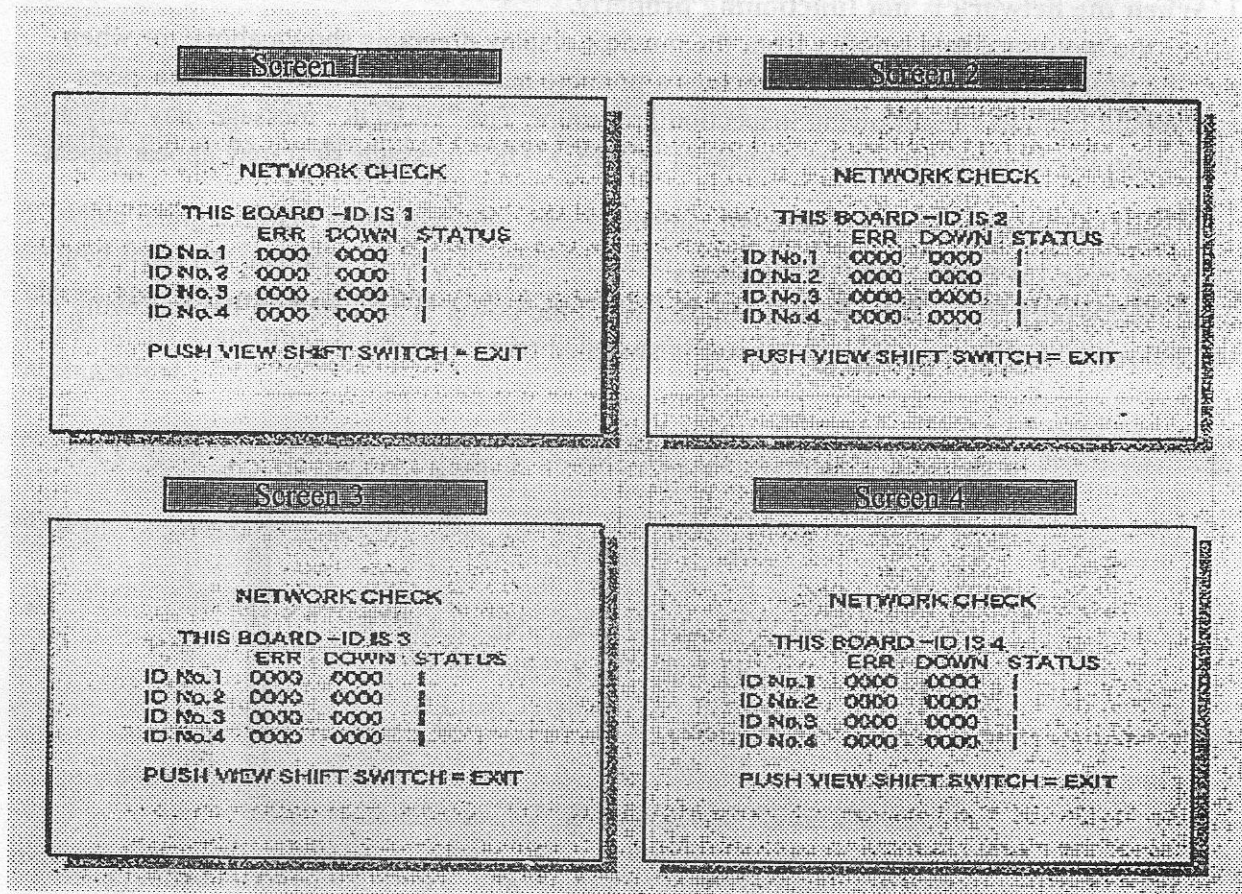 Screen 1
NETWORK CHECK
THIS BOARD -ID IS 1
ERR DOWN STATUS
ID No.1 0000 0000 |
ID No.2 0000 0000 |
ID No.3 0000 0000 |
ID No.4 0000 0000 |
PUSH VIEW SHIFT SWITCH = EXIT
Screen 2
NETWORK CHECK
THIS BOARD -ID IS 2
ERR DOWN STATUS
ID No.1 0000 0000 |
ID No.2 0000 0000 |
ID No.3 0000 0000 |
ID No.4 0000 0000 |
PUSH VIEW SHIFT SWITCH = EXIT
Screen 3
NETWORK CHECK
THIS BOARD -ID IS 3
ERR DOWN STATUS
ID No.1 0000 0000 |
ID No.2 0000 0000 |
ID No.3 0000 0000 |
ID No.4 0000 0000 |
PUSH VIEW SHIFT SWITCH = EXIT
Screen 4
NETWORK CHECK
THIS BOARD -ID IS 4
ERR DOWN STATUS
ID No.1 0000 0000 |
ID No.2 0000 0000 |
ID No.3 0000 0000 |
ID No.4 0000 0000 |
PUSH VIEW SHIFT SWITCH = EXIT